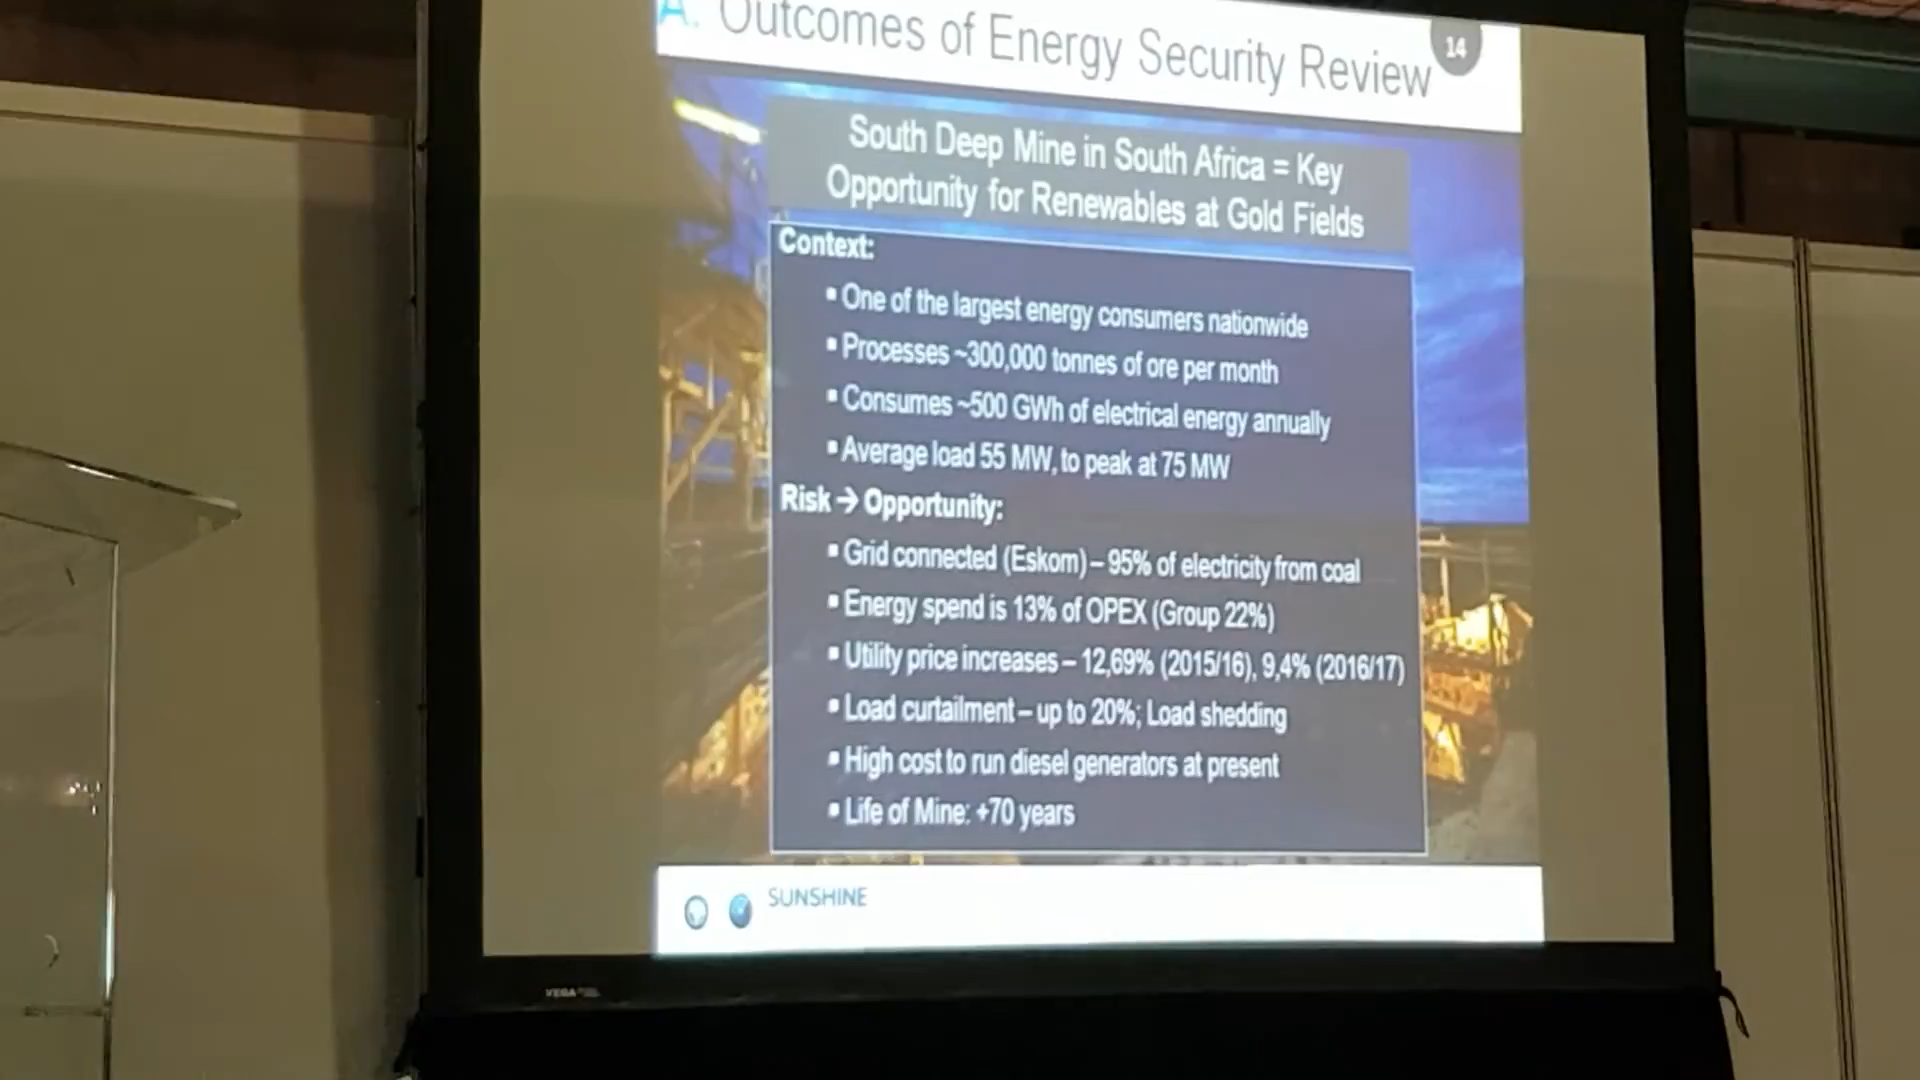 A. Outcomes of Energy Security Review
14
South Deep Mine in South Africa = Key
Opportunity for Renewables at Gold Fields
Context:
▪ One of the largest energy consumers nationwide
▪ Processes ~300,000 tonnes of ore per month
▪ Consumes ~500 GWh of electrical energy annually
▪ Average load 55 MW, to peak at 75 MW
Risk → Opportunity:
▪ Grid connected (Eskom) – 95% of electricity from coal
▪ Energy spend is 13% of OPEX (Group 22%)
▪ Utility price increases – 12,69% (2015/16), 9,4% (2016/17)
▪ Load curtailment – up to 20%; Load shedding
▪ High cost to run diesel generators at present
▪ Life of Mine: +70 years
SUNSHINE
VEGA